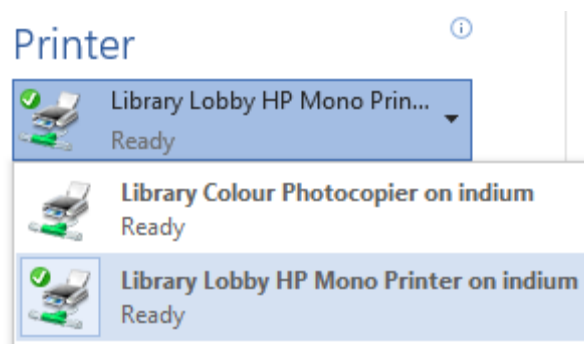 Printer
Library Lobby HP Mono Prin...
Ready
Library Colour Photocopier on indium
Ready
Library Lobby HP Mono Printer on indium
Ready